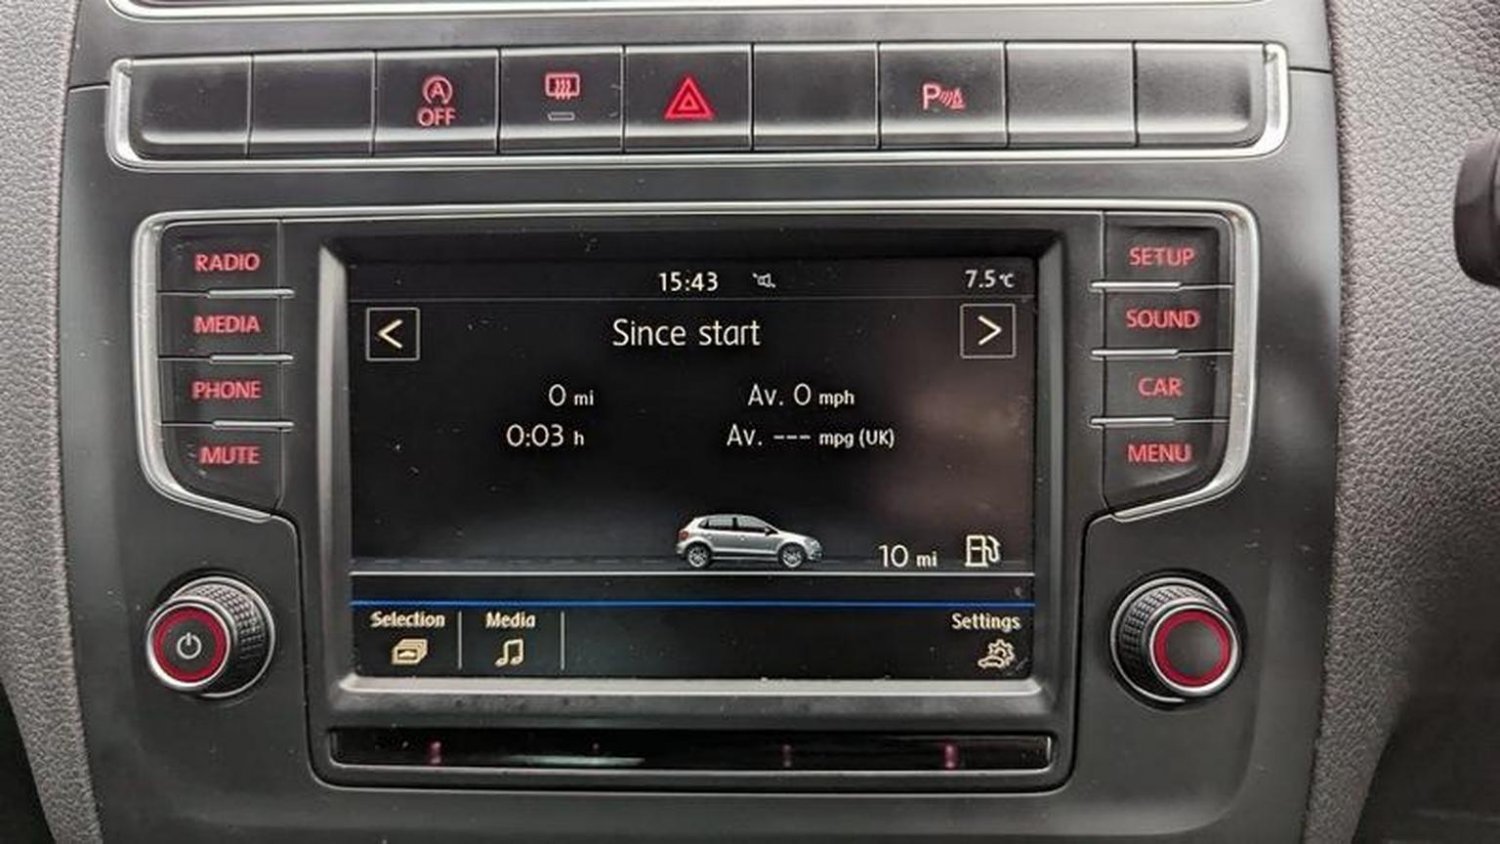 A
OFF
P
RADIO
MEDIA
PHONE
MUTE
15:43
7.5°C
<
Since start
>
0 mi
Av. 0 mph
0:03 h
Av. --- mpg (UK)
10 mi
Selection
Media
Settings
SETUP
SOUND
CAR
MENU